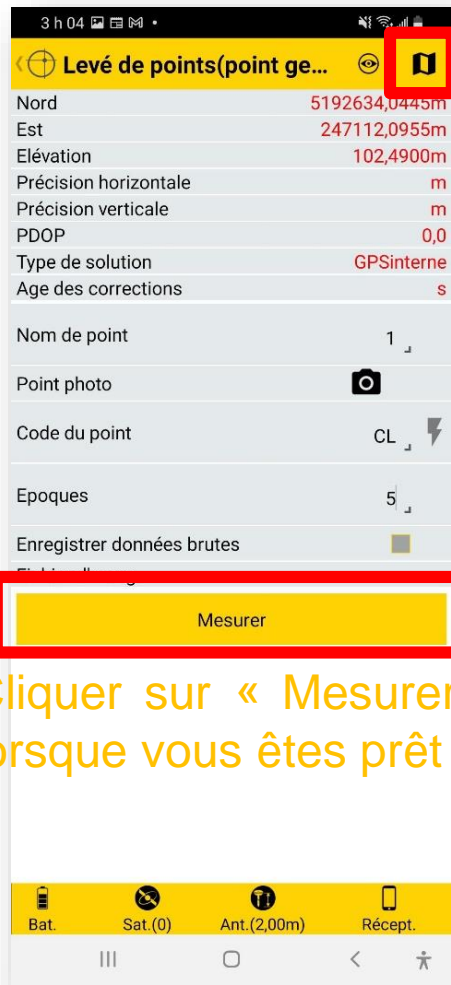 3 h 04
Levé de points(point ge...
Nord 5192634,0445m
Est 247112,0955m
Elévation 102,4900m
Précision horizontale m
Précision verticale m
PDOP 0,0
Type de solution GPSinterne
Age des corrections s
Nom de point 1
Point photo
Code du point CL
Epoques 5
Enregistrer données brutes
Mesurer
liquer sur « Mesurer
rsque vous êtes prêt
Bat. Sat.(0) Ant.(2,00m) Récept.